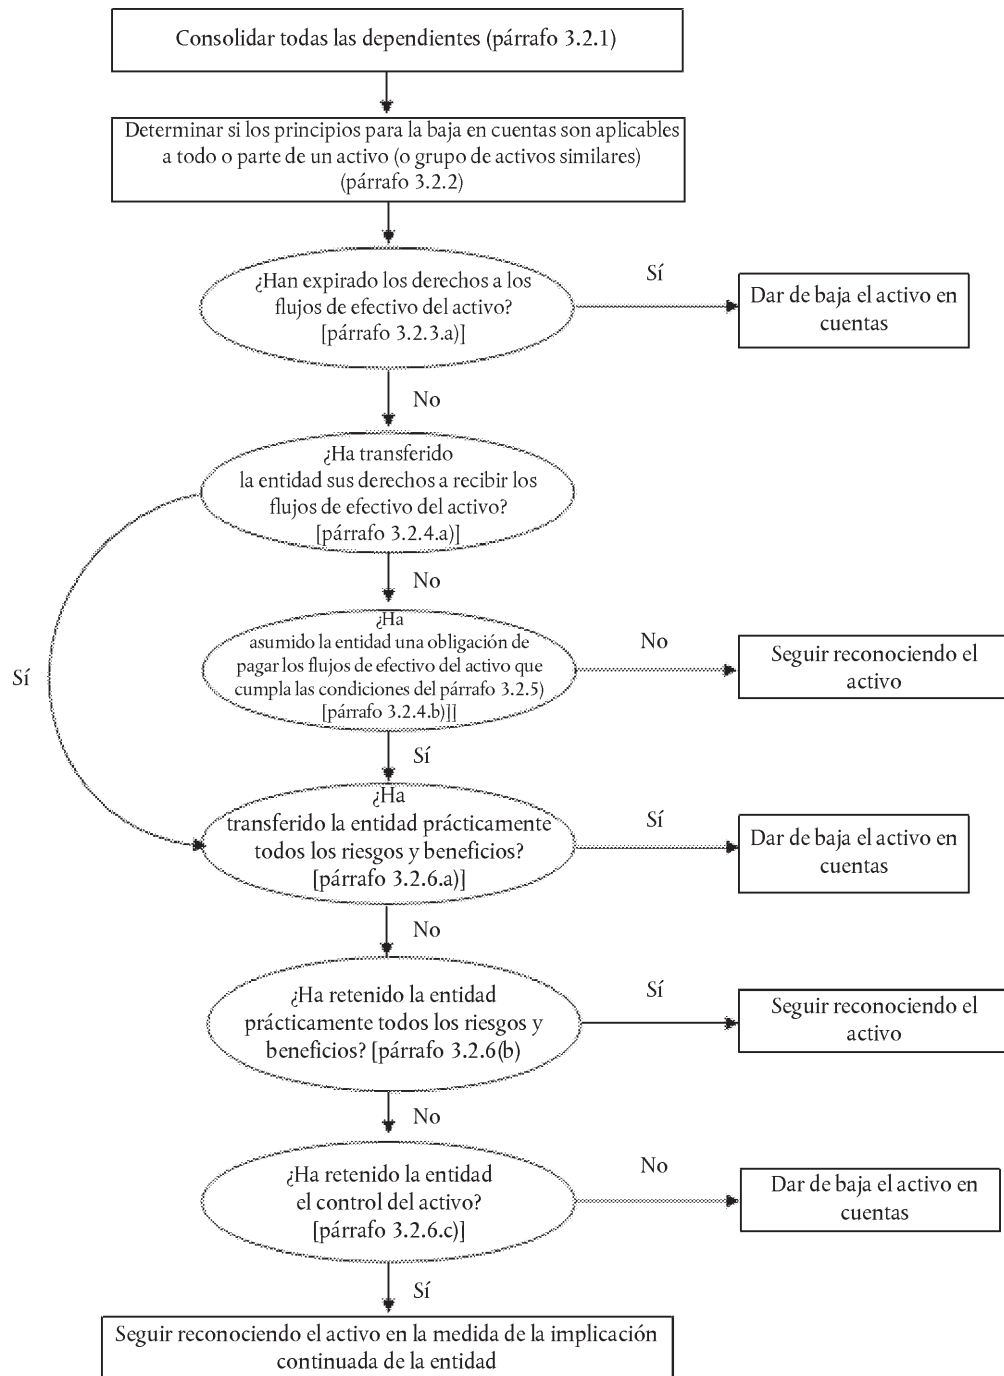 Consolidar todas las dependientes (párrafo 3.2.1)
Determinar si los principios para la baja en cuentas son aplicables
a todo o parte de un activo (o grupo de activos similares)
(párrafo 3.2.2)
¿Han expirado los derechos a los
flujos de efectivo del activo?
[párrafo 3.2.3.a)]
Sí
Dar de baja el activo en
cuentas
No
¿Ha transferido
la entidad sus derechos a recibir los
flujos de efectivo del activo?
[párrafo 3.2.4.a)]
No
Sí
¿Ha
asumido la entidad una obligación de
pagar los flujos de efectivo del activo que
cumpla las condiciones del párrafo 3.2.5)
[párrafo 3.2.4.b)]]
No
Seguir reconociendo el
activo
Sí
¿Ha
transferido la entidad prácticamente
todos los riesgos y beneficios?
[párrafo 3.2.6.a)]
Sí
Dar de baja el activo en
cuentas
No
¿Ha retenido la entidad
prácticamente todos los riesgos y
beneficios? [párrafo 3.2.6(b)
Sí
Seguir reconociendo el
activo
No
¿Ha retenido la entidad
el control del activo?
[párrafo 3.2.6.c)]
No
Dar de baja el activo en
cuentas
Sí
Seguir reconociendo el activo en la medida de la implicación
continuada de la entidad